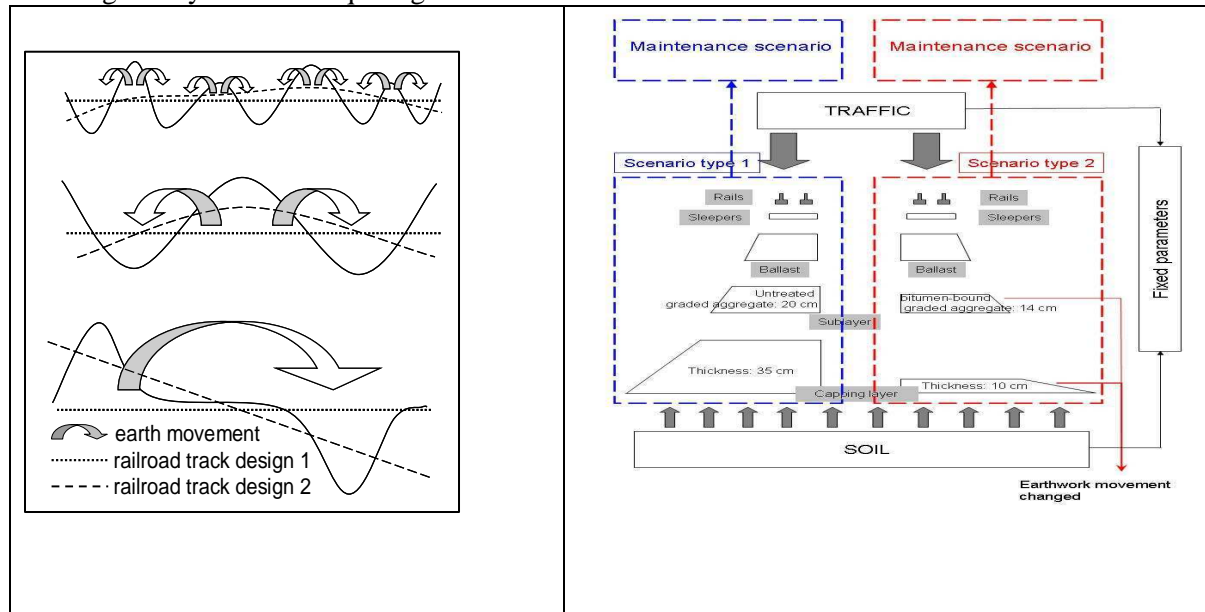 earth movement
railroad track design 1
railroad track design 2
Maintenance scenario
Maintenance scenario
TRAFFIC
Scenario type 1
Scenario type 2
Rails
Rails
Sleepers
Sleepers
Ballast
Ballast
Fixed parameters
Untreated
graded aggregate: 20 cm
bitumen-bound
graded aggregate: 14 cm
Sublayer
Thickness: 35 cm
Thickness: 10 cm
Capping layer
SOIL
Earthwork movement
changed